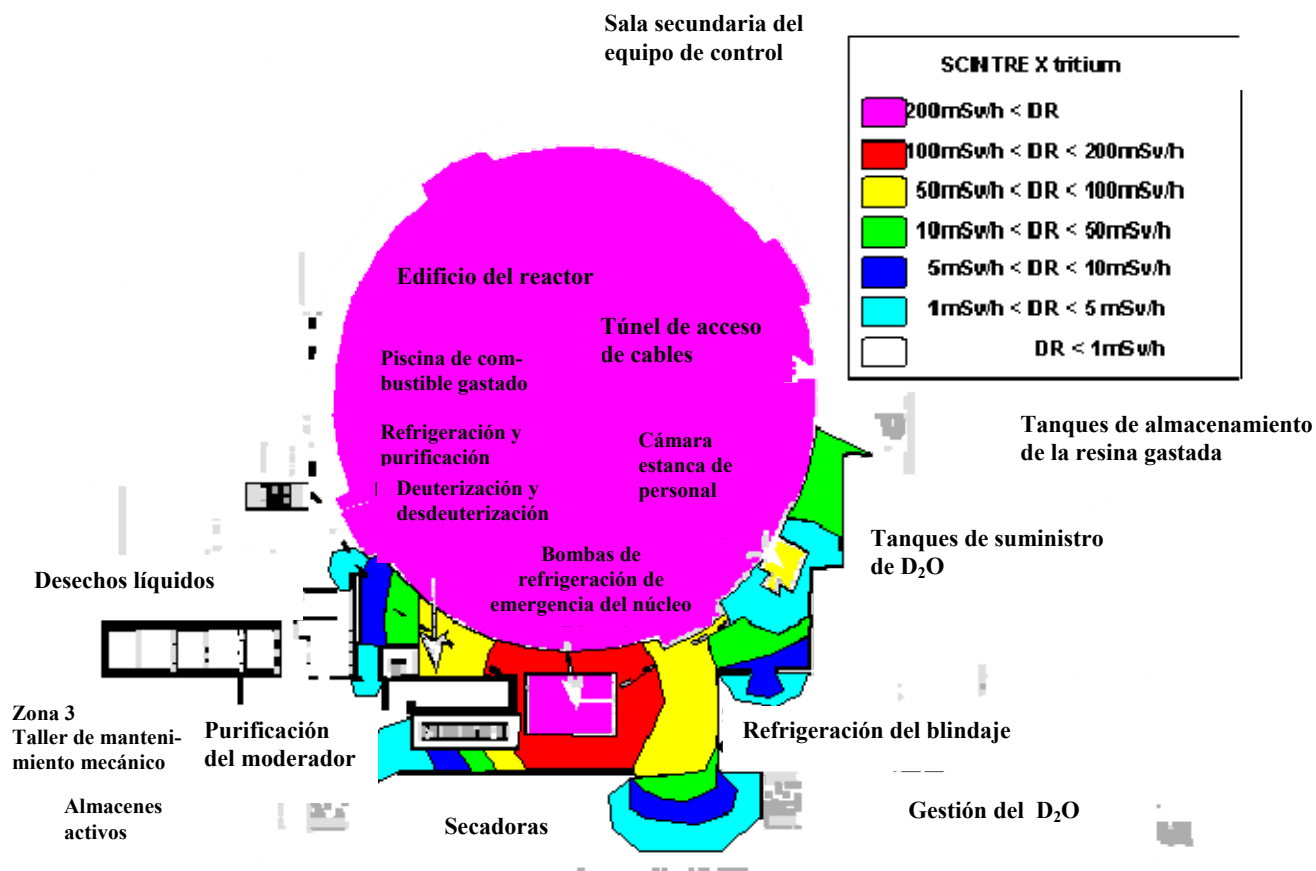 Sala secundaria del
equipo de control
SCINTRE X tritium
200mSv/h < DR
100mSv/h < DR < 200mSv/h
50mSv/h < DR < 100mSv/h
10mSv/h < DR < 50mSv/h
5mSv/h < DR < 10mSv/h
1mSv/h < DR < 5 mSv/h
DR < 1mSv/h
Edificio del reactor
Túnel de acceso
de cables
Piscina de com-
bustible gastado
Refrigeración y
purificación
Cámara
estanca de
personal
Deuterización y
desdeuterización
Tanques de almacenamiento
de la resina gastada
Tanques de suministro
de D₂O
Bombas de
refrigeración de
emergencia del núcleo
Desechos líquidos
Zona 3
Taller de manteni-
miento mecánico
Purificación
del moderador
Refrigeración del blindaje
Almacenes
activos
Secadoras
Gestión del D₂O